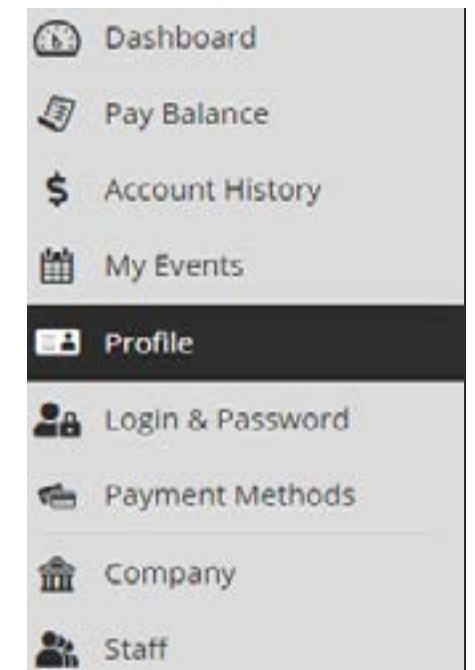 Dashboard
Pay Balance
Account History
My Events
Profile
Login & Password
Payment Methods
Company
Staff